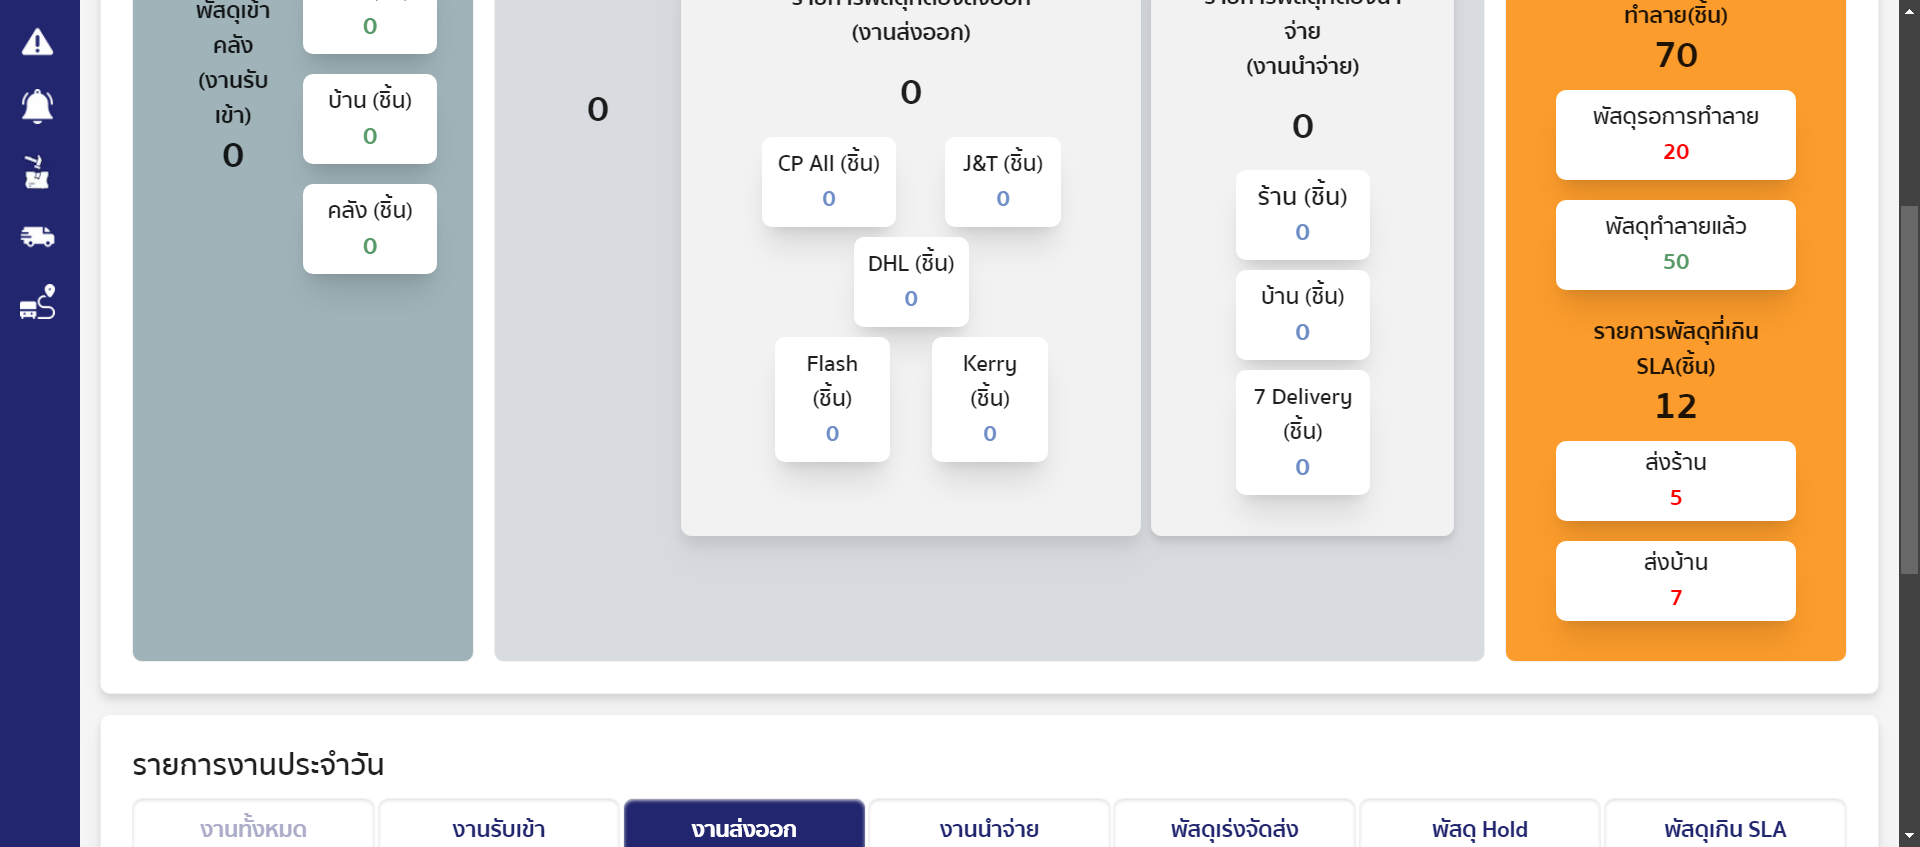 พัสดุเข้า
คลัง
(งานรับ
เข้า)
0
0
บ้าน (ชิ้น)
0
คลัง (ชิ้น)
0
0
(งานส่งออก)
0
CP All (ชิ้น)
0
J&T (ชิ้น)
0
DHL (ชิ้น)
0
Flash
(ชิ้น)
0
Kerry
(ชิ้น)
0
จ่าย
(งานนำจ่าย)
0
ร้าน (ชิ้น)
0
บ้าน (ชิ้น)
0
7 Delivery
(ชิ้น)
0
ทำลาย(ชิ้น)
70
พัสดุรอการทำลาย
20
พัสดุทำลายแล้ว
50
รายการพัสดุที่เกิน
SLA(ชิ้น)
12
ส่งร้าน
5
ส่งบ้าน
7
รายการงานประจำวัน
งานทั้งหมด
งานรับเข้า
งานส่งออก
งานนำจ่าย
พัสดุเร่งจัดส่ง
พัสดุ Hold
พัสดุเกิน SLA